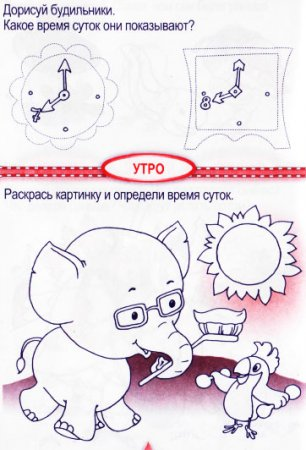 Дорисуй будильники.
Какое время суток они показывают?
8
УТРО
Раскрась картинку и определи время суток.